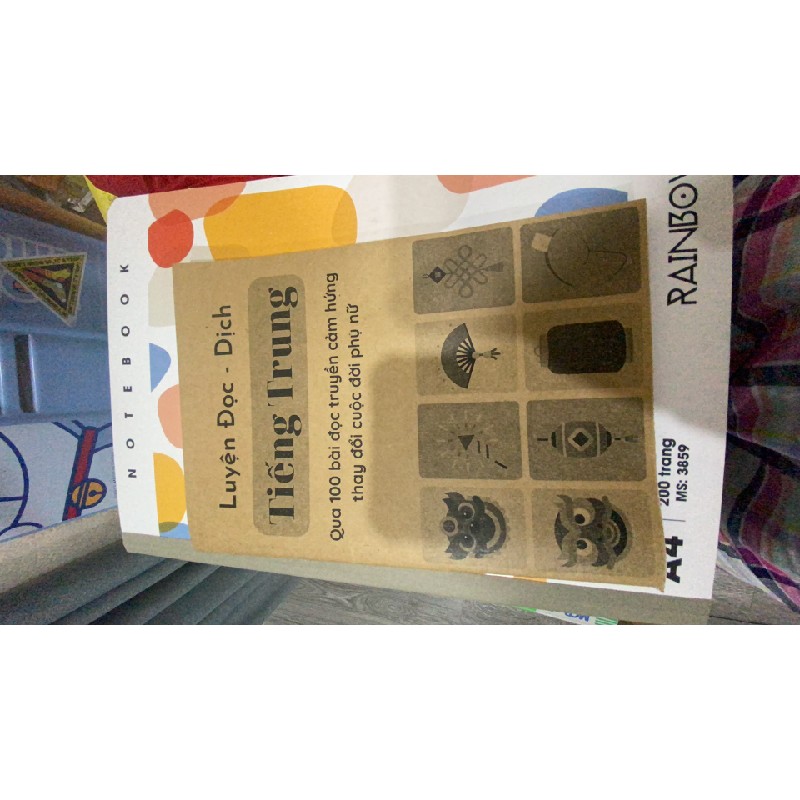 NOTEBOOK
Luyện Đọc - Dịch
Tiếng Trung
Qua 100 bài đọc truyền cảm hứng
thay đổi cuộc đời phụ nữ
RAINBOW
A4
200 trang
MS: 3859